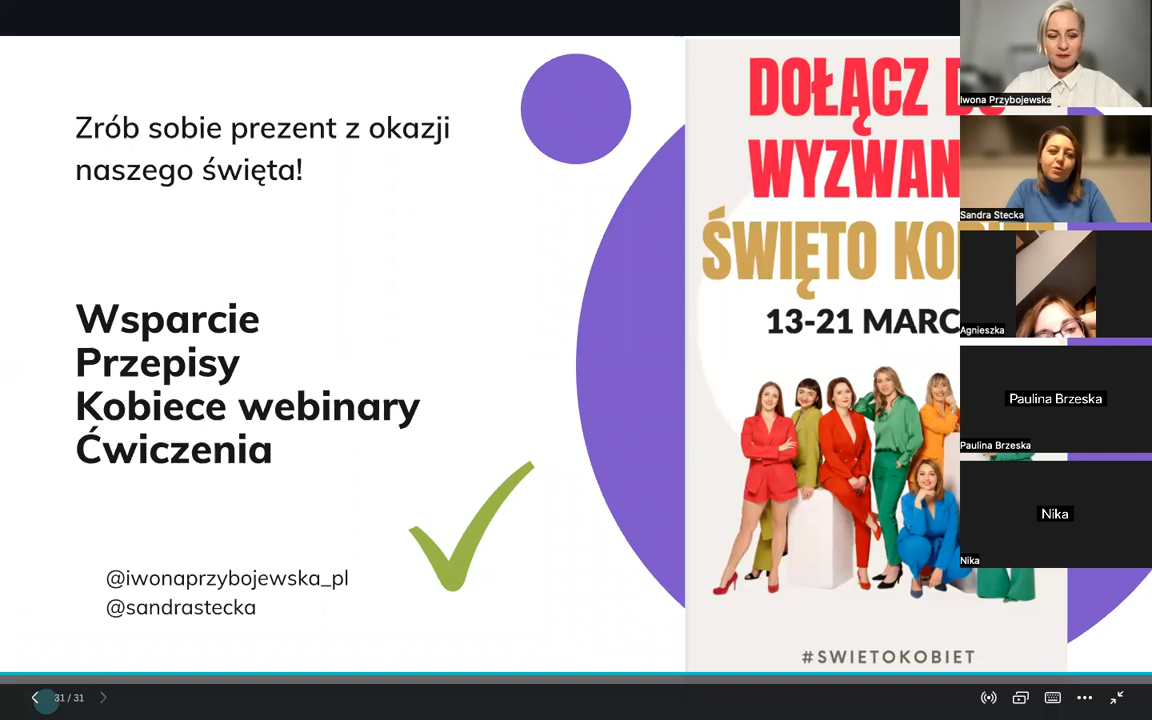 Zrób sobie prezent z okazji
naszego święta!
Wsparcie
Przepisy
Kobiece webinary
Ćwiczenia
@iwonaprzybojewska_pl
@sandrastecka
DOŁĄCZ D
WYZWAN
ŚWIĘTO KO
13-21 MARC
#SWIETOKOBIET
Iwona Przybojewska
Sandra Stecka
Agnieszka
Paulina Brzeska
Paulina Brzeska
Nika
Nika
31 / 31